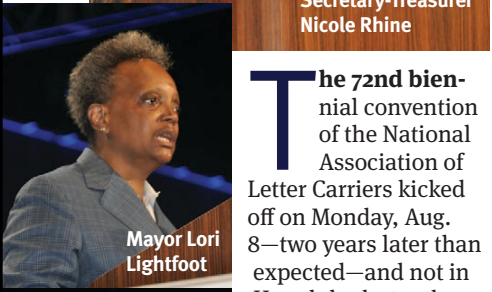 Secretary-Treasurer
Nicole Rhine
Mayor Lori
Lightfoot
The 72nd bien-
nial convention
of the National
Association of
Letter Carriers kicked
off on Monday, Aug.
8—two years later than
expected—and not in